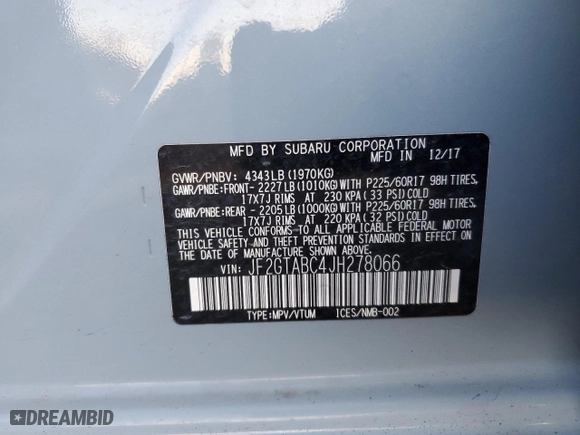 MFD BY SUBARU CORPORATION
MFD IN 12/17
GVWR/PNBV: 4343LB(1970KG)
GAWR/PNBE:FRONT- 2227LB(1010KG)WITH P225/60R17 98H TIRES,
17X7J RIMS AT 230 KPA(33 PSI)COLD
GAWR/PNBE:REAR - 2205LB(1000KG)WITH P225/60R17 98H TIRES,
17X7J RIMS AT 220 KPA(32 PSI)COLD
THIS VEHICLE CONFORMS TO ALL APPLICABLE FEDERAL MOTOR
VEHICLE SAFETY AND THEFT PREVENTION STANDARDS IN EFFECT
ON THE DATE OF MANUFACTURE SHOWN ABOVE.
VIN: JF2GTABC4JH278066
TYPE:MPV/VTUM ICES/NMB-002
DREAMBID